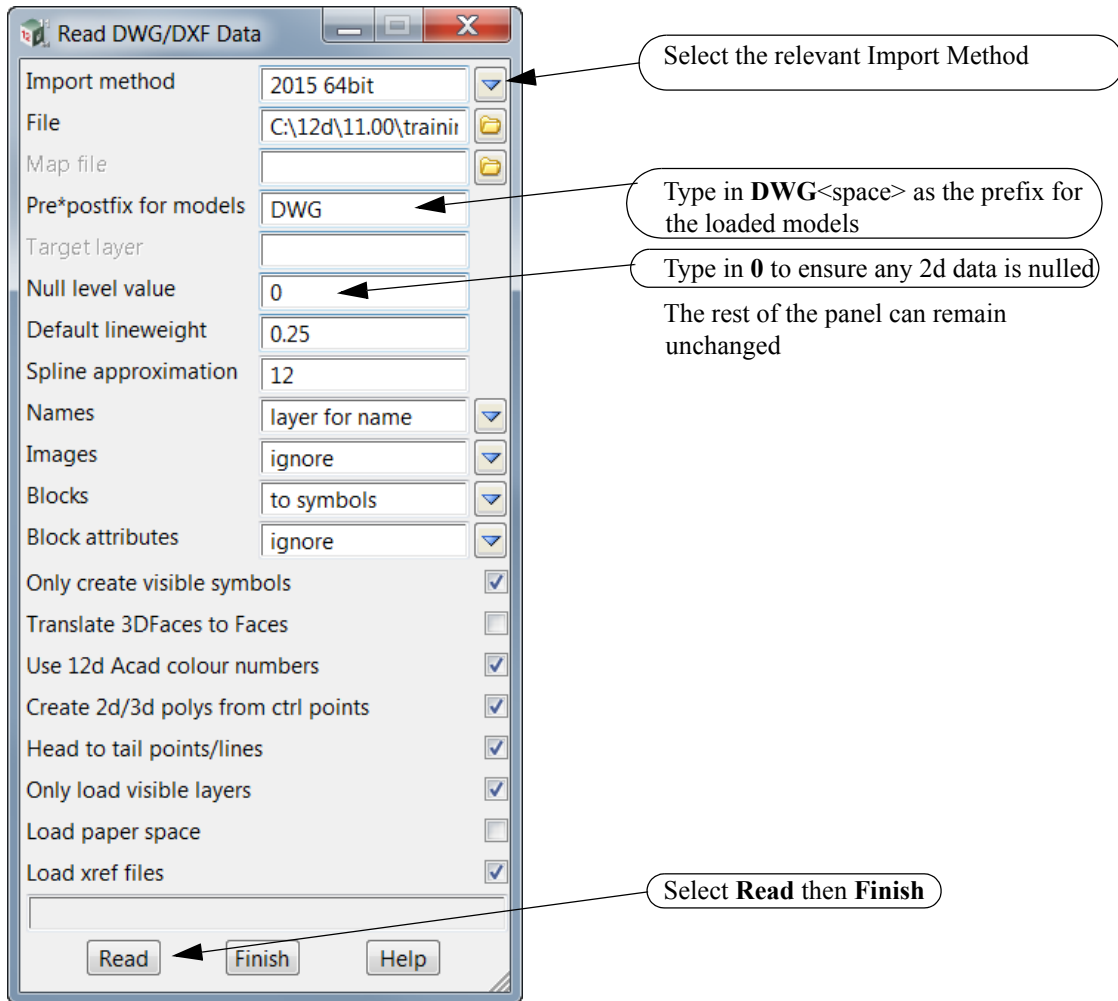 Read DWG/DXF Data
Import method 2015 64bit
File C:\12d\11.00\trainin
Map file
Pre*postfix for models DWG
Target layer
Null level value 0
Default lineweight 0.25
Spline approximation 12
Names layer for name
Images ignore
Blocks to symbols
Block attributes ignore
Only create visible symbols
Translate 3DFaces to Faces
Use 12d Acad colour numbers
Create 2d/3d polys from ctrl points
Head to tail points/lines
Only load visible layers
Load paper space
Load xref files
Read Finish Help
Select the relevant Import Method
Type in DWG<space> as the prefix for
the loaded models
Type in 0 to ensure any 2d data is nulled
The rest of the panel can remain
unchanged
Select Read then Finish